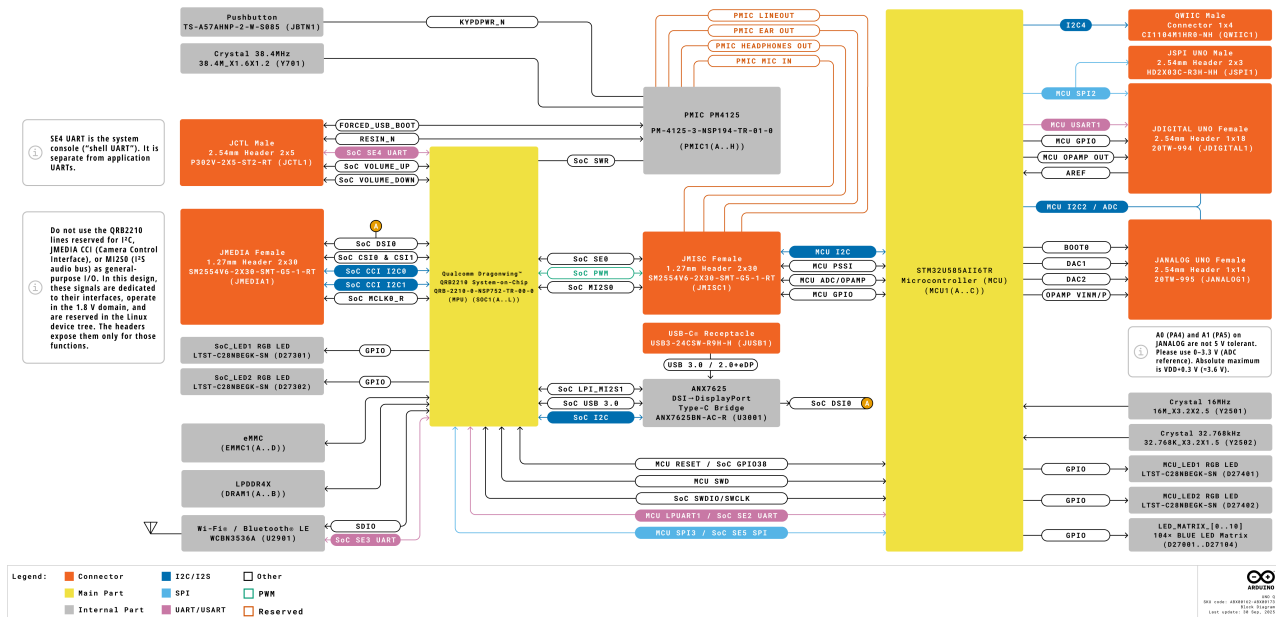 Pushbutton
TS-A57AHNP-2-W-S085 (JBTN1)
Crystal 38.4MHz
38.4M_X1.6X1.2 (Y701)
KYPDPWR_N
PMIC LINEOUT
PMIC EAR OUT
PMIC HEADPHONES OUT
PMIC MIC IN
PMIC PM4125
PM-4125-3-NSP194-TR-01-0
(PMIC1(A..H))
SE4 UART is the system
console ("shell UART"). It is
separate from application
UARTs.
JCTL Male
2.54mm Header 2x5
P302V-2X5-ST2-RT (JCTL1)
FORCED_USB_BOOT
RESIN_N
SoC SE4 UART
SoC VOLUME_UP
SoC VOLUME_DOWN
SoC SWR
Do not use the QRB2210
lines reserved for I²C,
JMEDIA CCI (Camera Control
Interface), or MI2S0 (I²S
audio bus) as general-
purpose I/O. In this design,
these signals are dedicated
to their interfaces, operate
in the 1.8 V domain, and
are reserved in the Linux
device tree. The headers
expose them only for those
functions.
JMEDIA Female
1.27mm Header 2x30
SM2554V6-2X30-SMT-G5-1-RT
(JMEDIA1)
A
SoC DSI0
SoC CSI0 & CSI1
SoC CCI I2C0
SoC CCI I2C1
SoC MCLK0_R
Qualcomm Dragonwing™
QRB2210 System-on-Chip
QRB-2210-0-NSP752-TR-00-0
(MPU) (SOC1(A..L))
SoC SE0
SoC PWM
SoC MI2S0
JMISC Female
1.27mm Header 2x30
SM2554V6-2X30-SMT-G5-1-RT
(JMISC1)
MCU I2C
MCU PSSI
MCU ADC/OPAMP
MCU GPIO
STM32U585AII6TR
Microcontroller (MCU)
(MCU1(A..C))
I2C4
QWIIC Male
Connector 1x4
CI1104M1HR0-NH (QWIIC1)
JSPI UNO Male
2.54mm Header 2x3
HD2X03C-R3H-HH (JSPI1)
MCU SPI2
MCU USART1
MCU GPIO
MCU OPAMP OUT
AREF
JDIGITAL UNO Female
2.54mm Header 1x18
20TW-994 (JDIGITAL1)
MCU I2C2 / ADC
BOOT0
DAC1
DAC2
OPAMP VINM/P
JANALOG UNO Female
2.54mm Header 1x14
20TW-995 (JANALOG1)
A0 (PA4) and A1 (PA5) on
JANALOG are not 5 V tolerant.
Please use 0–3.3 V (ADC
reference). Absolute maximum
is VDD+0.3 V (≈3.6 V).
SoC_LED1 RGB LED
LTST-C28NBEGK-SN (D27301)
GPIO
SoC_LED2 RGB LED
LTST-C28NBEGK-SN (D27302)
GPIO
USB-C® Receptacle
USB3-24CSW-R9H-H (JUSB1)
USB 3.0 / 2.0+eDP
SoC LPI_MI2S1
SoC USB 3.0
SoC I2C
ANX7625
DSI→DisplayPort
Type-C Bridge
ANX7625BN-AC-R (U3001)
SoC DSI0
A
eMMC
(EMMC1(A..D))
LPDDR4X
(DRAM1(A..B))
Wi-Fi® / Bluetooth® LE
WCBN3536A (U2901)
SDIO
SoC SE3 UART
MCU RESET / SoC GPIO38
MCU SWD
SoC SWDIO/SWCLK
MCU LPUART1 / SoC SE2 UART
MCU SPI3 / SoC SE5 SPI
Crystal 16MHz
16M_X3.2X2.5 (Y2501)
Crystal 32.768kHz
32.768K_X3.2X1.5 (Y2502)
GPIO
MCU_LED1 RGB LED
LTST-C28NBEGK-SN (D27401)
GPIO
MCU_LED2 RGB LED
LTST-C28NBEGK-SN (D27402)
GPIO
LED_MATRIX_[0..10]
104× BLUE LED Matrix
(D27001..D27104)
Legend:
Connector
Main Part
Internal Part
I2C/I2S
SPI
UART/USART
Other
PWM
Reserved
ARDUINO
UNO Q
SKU code: ABX00162-ABX00173
Block Diagram
Last update: 30 Sep, 2025